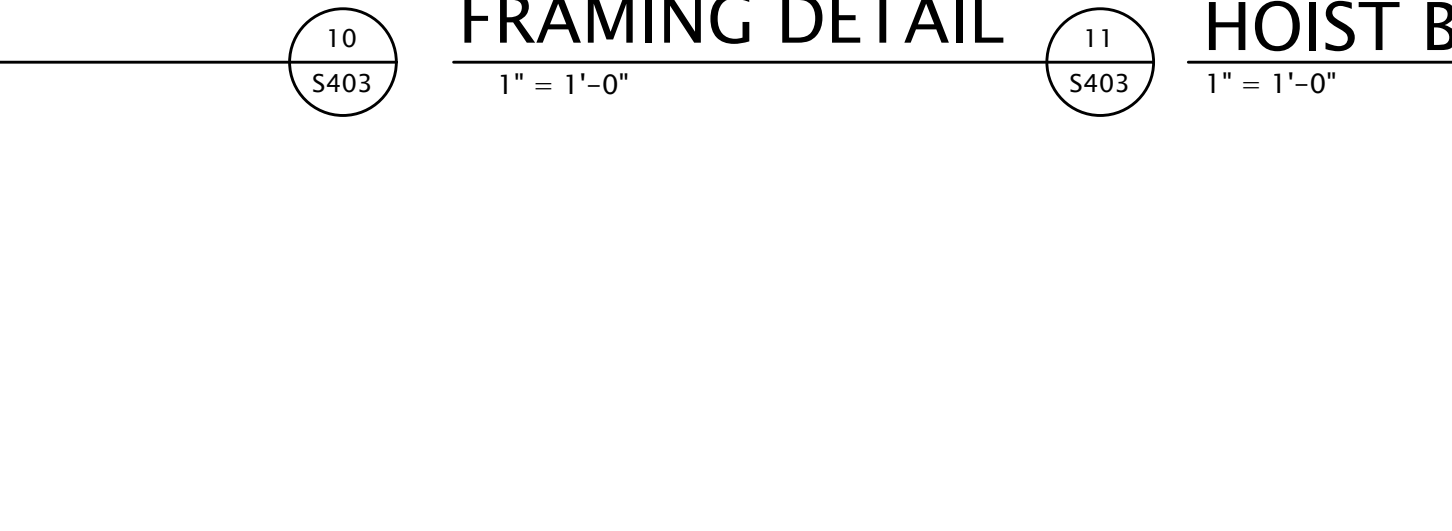 10
S403
FRAMING DETAIL
1" = 1'-0"
11
S403
HOIST
1" = 1'-0"